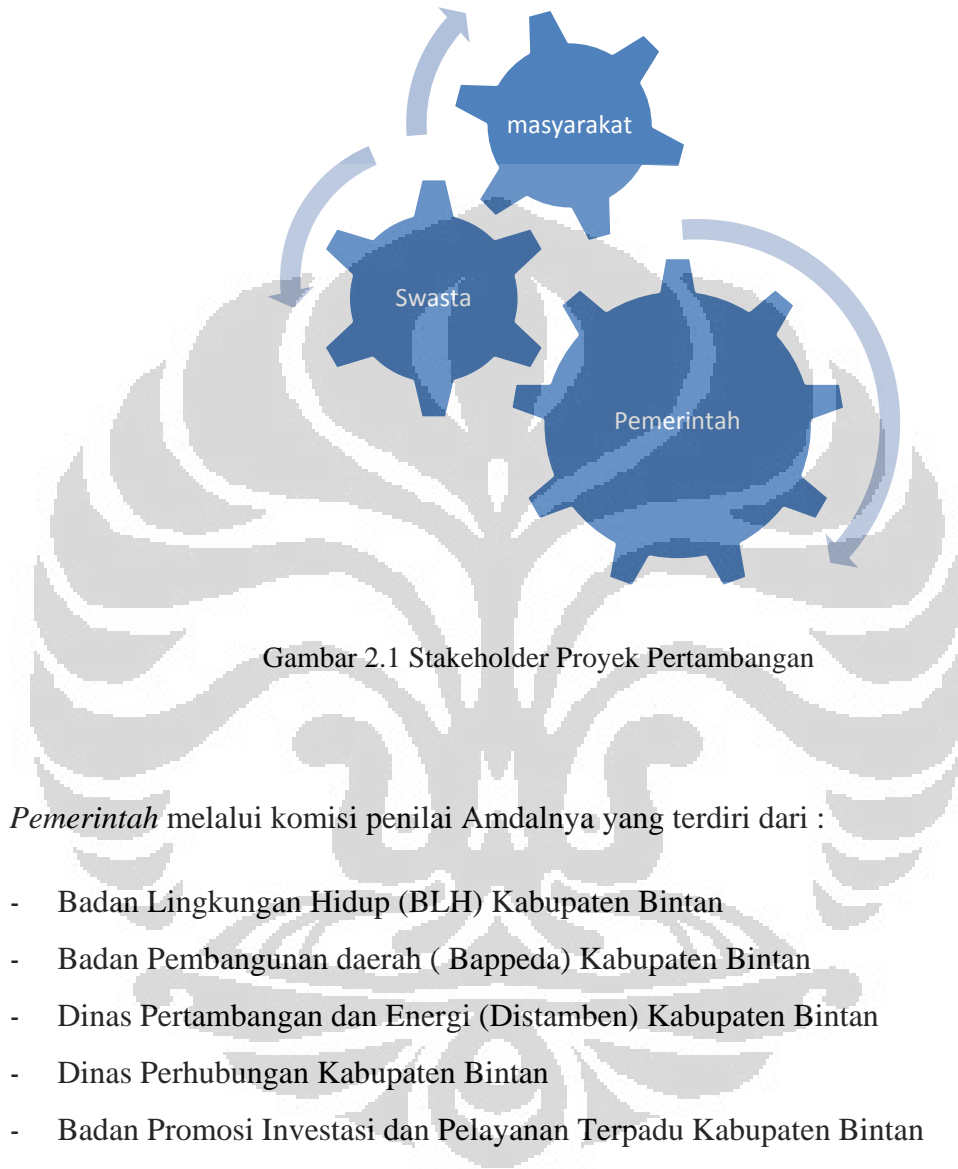 masyarakat
Swasta
Pemerintah
Gambar 2.1 Stakeholder Proyek Pertambangan
Pemerintah melalui komisi penilai Amdalnya yang terdiri dari :
- Badan Lingkungan Hidup (BLH) Kabupaten Bintan
- Badan Pembangunan daerah ( Bappeda) Kabupaten Bintan
- Dinas Pertambangan dan Energi (Distamben) Kabupaten Bintan
- Dinas Perhubungan Kabupaten Bintan
- Badan Promosi Investasi dan Pelayanan Terpadu Kabupaten Bintan